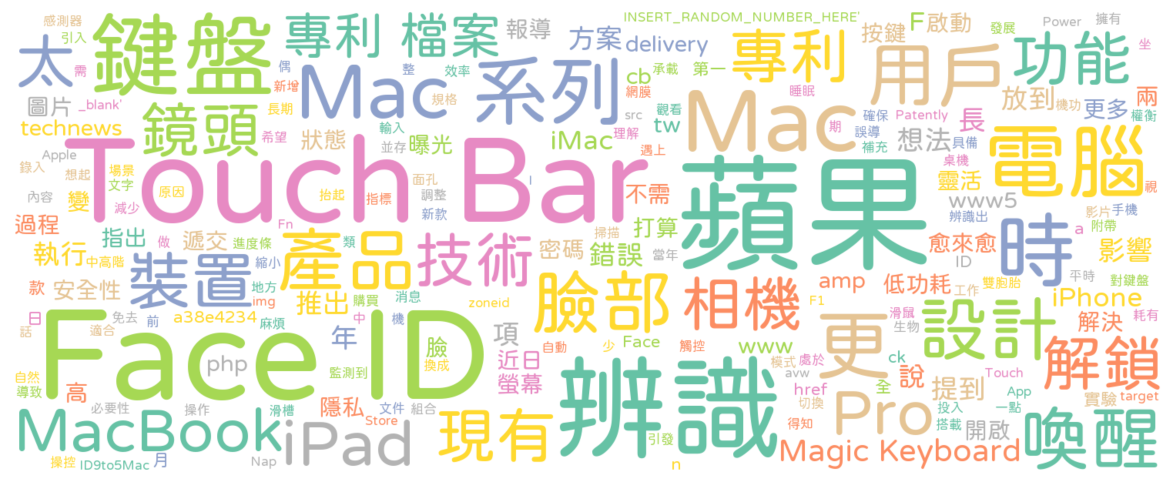 感測器
引入
需
太
鍵盤
圖片
_blank'
technews
鏡頭
偶
新增
長期
希望
專利 檔案
報導
狀態
Mac 系列
整
規格
效率
輸入
並存
曝光
方案
delivery
iMac
INSERT_RANDOM_NUMBER_HERE'
cb
網膜
承載
第一
觀看
tw
src
理解
遇上
專利
睡眠
按鍵
F
啟動
用戶
發展
Power
擁有
功能
坐
放到
機功
更多
兩
權衡
Mac
期
確保
誤導
補充
Patently
想法
長
具備
桌機
靈活
電腦
www5
視
Apple
錄入
想起
內容
變
場景
文字
減少
原因
Touch Bar
抬起
指標
面孔
調整
新款
I
不需
蘋果
辨識出
影片
手機
附帶
a
時
過程
指出
Fn
遞交
做
進度條
類
產品
技術
掃描
密碼
錯誤
打算
當年
愈來愈
ID
影響
平時
對鍵盤
執行
中高階
裝置
縮小
地方
img
推出
購買
消息
zoneid
臉部
相機
amp
低功耗
雙胞胎
工作
iPhone
款
安全性
日
話
適合
免去
前
a38e4234
麻煩
中
機
年
項
F1
滑鼠
生物
設計
解決
耗有
Face ID
php
監測到
臉
換成
近日
螢幕
自動
少
Face
觸控
www
模式
處於
更
ck
說
解鎖
自然
導致
高
avw
href
切換
全
提到
Touch
App
實驗
target
必要性
操作
滑槽
隱私
Store
文件
組合
現有
辨識
引發
得知
Pro
投入
搭載
一點
開啟
喚醒
MacBook
iPad
操控
ID9to5Mac
月
Nap
n
Magic Keyboard